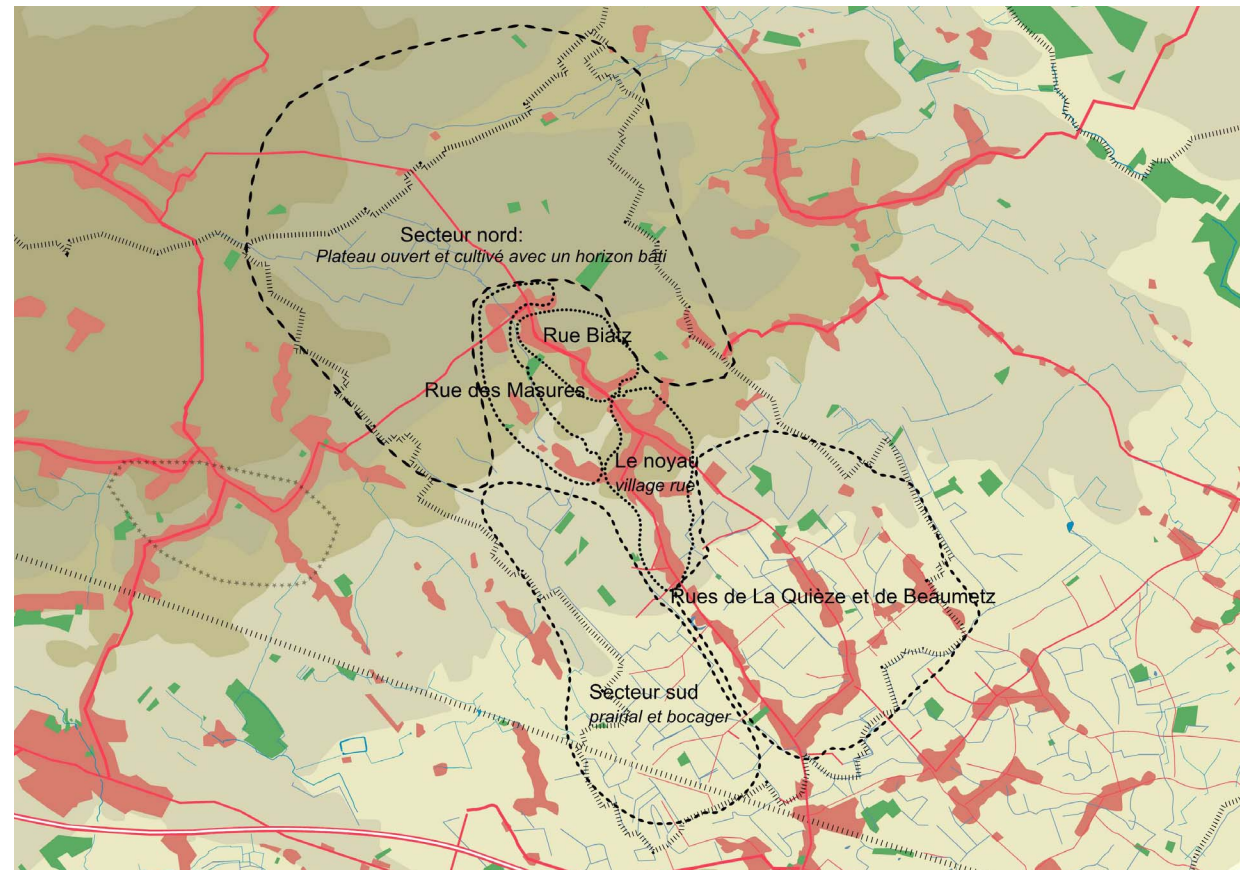 Secteur nord:
Plateau ouvert et cultivé avec un horizon bâti
Rue Biatz
Rue des Masures
Le noyau
village rue
Rues de La Quièze et de Beaumetz
Secteur sud
prairial et bocager